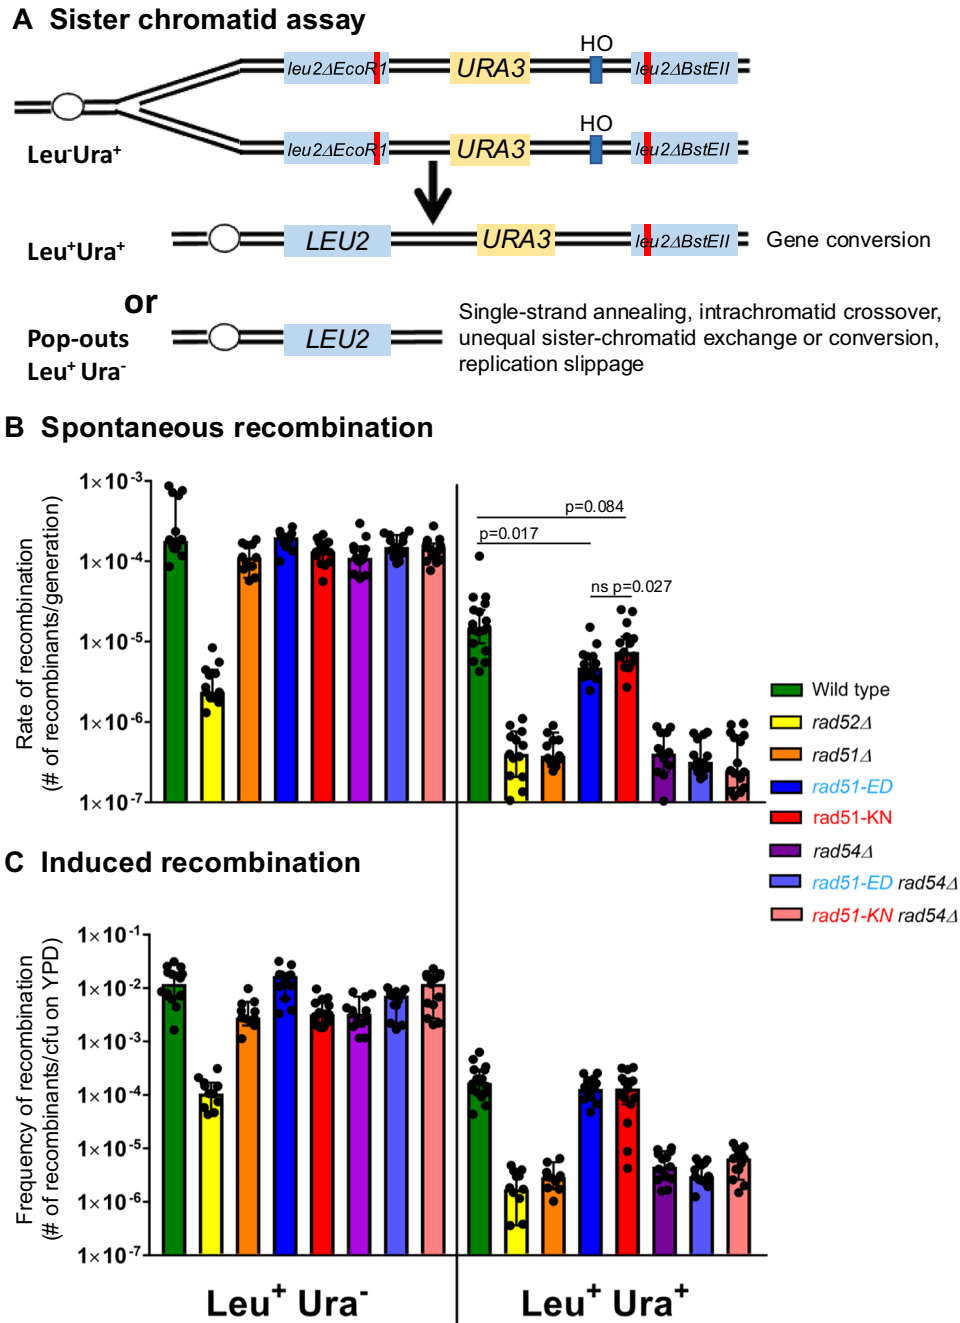 A Sister chromatid assay
HO
leu2ΔEcoR1 URA3 leu2ΔBstEII
HO
Leu⁻Ura⁺
leu2ΔEcoR1 URA3 leu2ΔBstEII
Leu⁺Ura⁺
LEU2 URA3 leu2ΔBstEII Gene conversion
or
Pop-outs
Leu⁺ Ura⁻
LEU2
Single-strand annealing, intrachromatid crossover,
unequal sister-chromatid exchange or conversion,
replication slippage
B Spontaneous recombination
Rate of recombination
(# of recombinants/generation)
1×10⁻³
1×10⁻⁴
1×10⁻⁵
1×10⁻⁶
1×10⁻⁷
p=0.084
p=0.017
ns p=0.027
Wild type
rad52Δ
rad51Δ
rad51-ED
rad51-KN
rad54Δ
rad51-ED rad54Δ
rad51-KN rad54Δ
C Induced recombination
Frequency of recombination
(# of recombinants/cfu on YPD)
1×10⁻¹
1×10⁻²
1×10⁻³
1×10⁻⁴
1×10⁻⁵
1×10⁻⁶
1×10⁻⁷
Leu⁺ Ura⁻
Leu⁺ Ura⁺